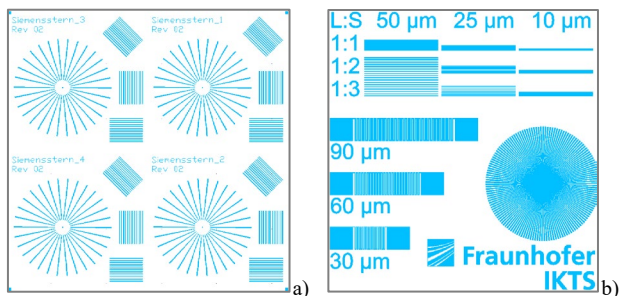 Siemensstern_3
Rev 02
Siemensstern_1
Rev 02
Siemensstern_4
Rev 02
Siemensstern_2
Rev 02
a)
L:S 50 µm 25 µm 10 µm
1:1
1:2
1:3
90 µm
60 µm
30 µm
Fraunhofer
IKTS
b)